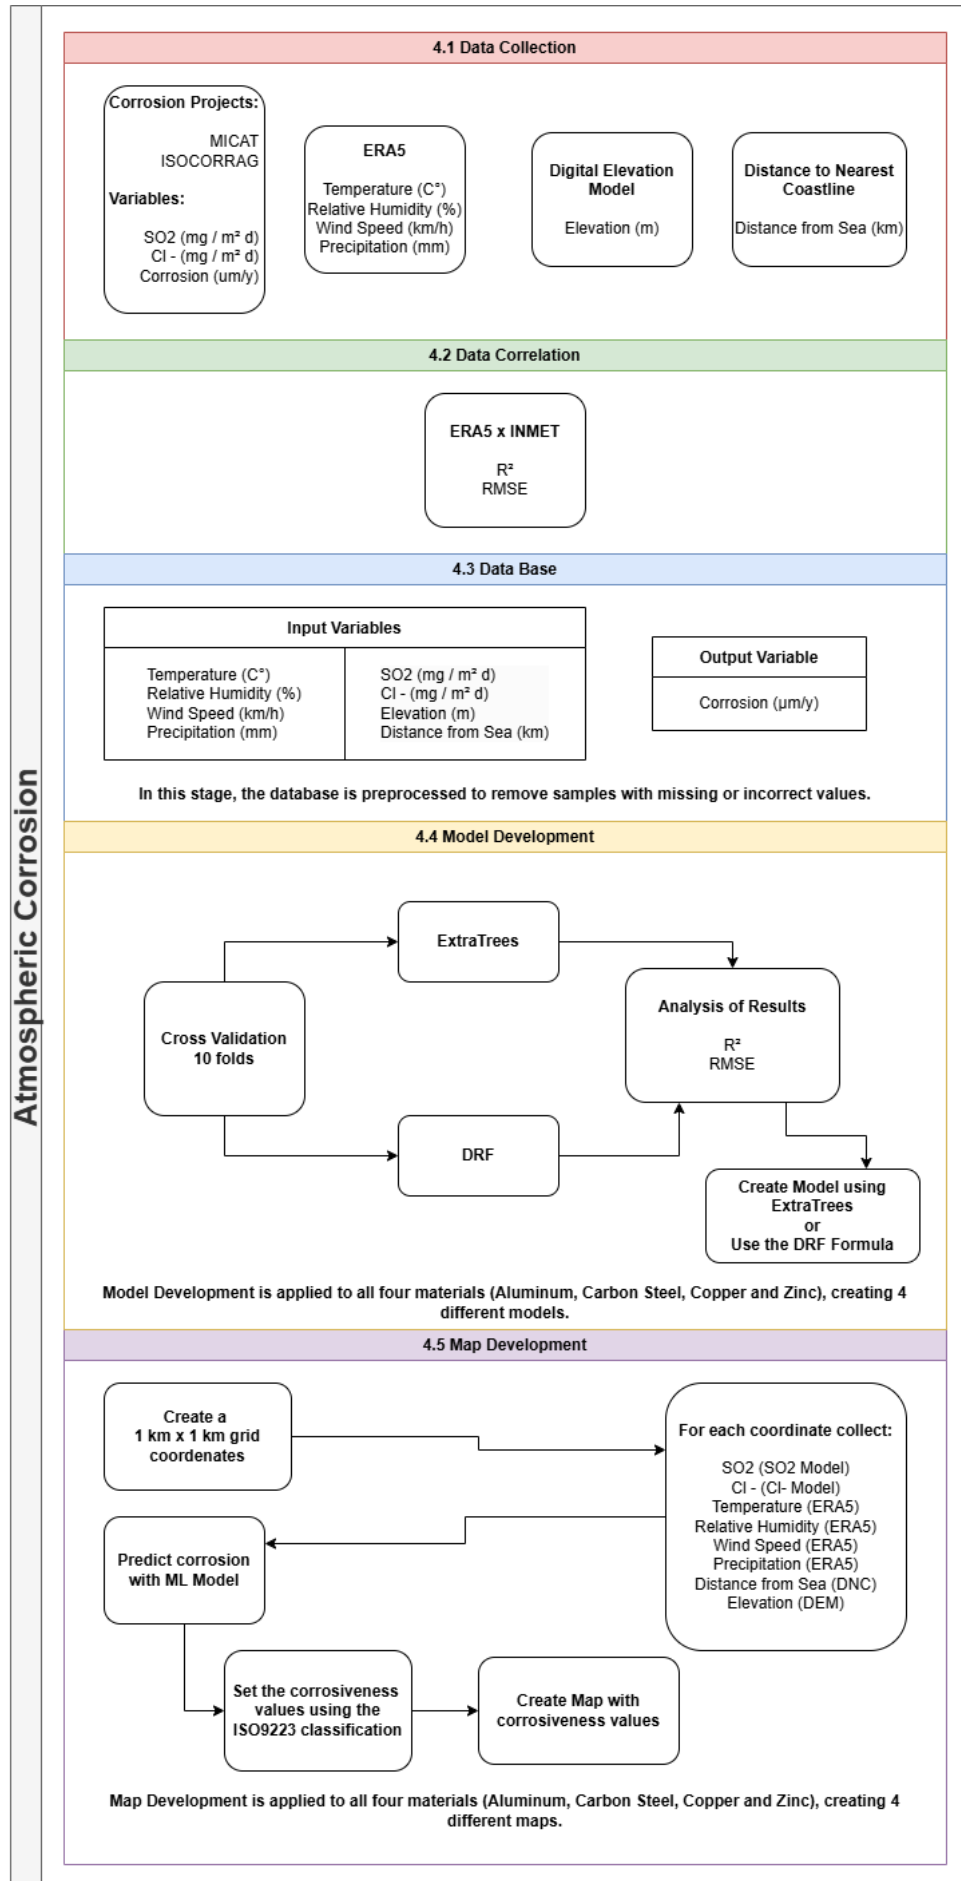 Atmospheric Corrosion
4.1 Data Collection
Corrosion Projects:
MICAT
ISOCORRAG
Variables:
SO2 (mg / m² d)
Cl - (mg / m² d)
Corrosion (um/y)
ERA5
Temperature (C°)
Relative Humidity (%)
Wind Speed (km/h)
Precipitation (mm)
Digital Elevation
Model
Elevation (m)
Distance to Nearest
Coastline
Distance from Sea (km)
4.2 Data Correlation
ERA5 x INMET
R²
RMSE
4.3 Data Base
Input Variables
Temperature (C°)
Relative Humidity (%)
Wind Speed (km/h)
Precipitation (mm)
SO2 (mg / m² d)
Cl - (mg / m² d)
Elevation (m)
Distance from Sea (km)
Output Variable
Corrosion (μm/y)
In this stage, the database is preprocessed to remove samples with missing or incorrect values.
4.4 Model Development
Cross Validation
10 folds
ExtraTrees
DRF
Analysis of Results
R²
RMSE
Create Model using
ExtraTrees
or
Use the DRF Formula
Model Development is applied to all four materials (Aluminum, Carbon Steel, Copper and Zinc), creating 4
different models.
4.5 Map Development
Create a
1 km x 1 km grid
coordenates
For each coordinate collect:
SO2 (SO2 Model)
Cl - (Cl- Model)
Temperature (ERA5)
Relative Humidity (ERA5)
Wind Speed (ERA5)
Precipitation (ERA5)
Distance from Sea (DNC)
Elevation (DEM)
Predict corrosion
with ML Model
Set the corrosiveness
values using the
ISO9223 classification
Create Map with
corrosiveness values
Map Development is applied to all four materials (Aluminum, Carbon Steel, Copper and Zinc), creating 4
different maps.